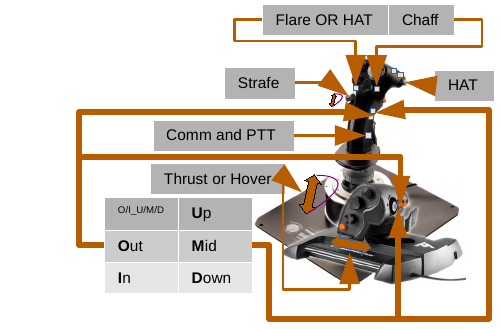 Flare OR HAT
Chaff
Strafe
HAT
Comm and PTT
Thrust or Hover
O/I_U/M/D
Up
Out
Mid
In
Down